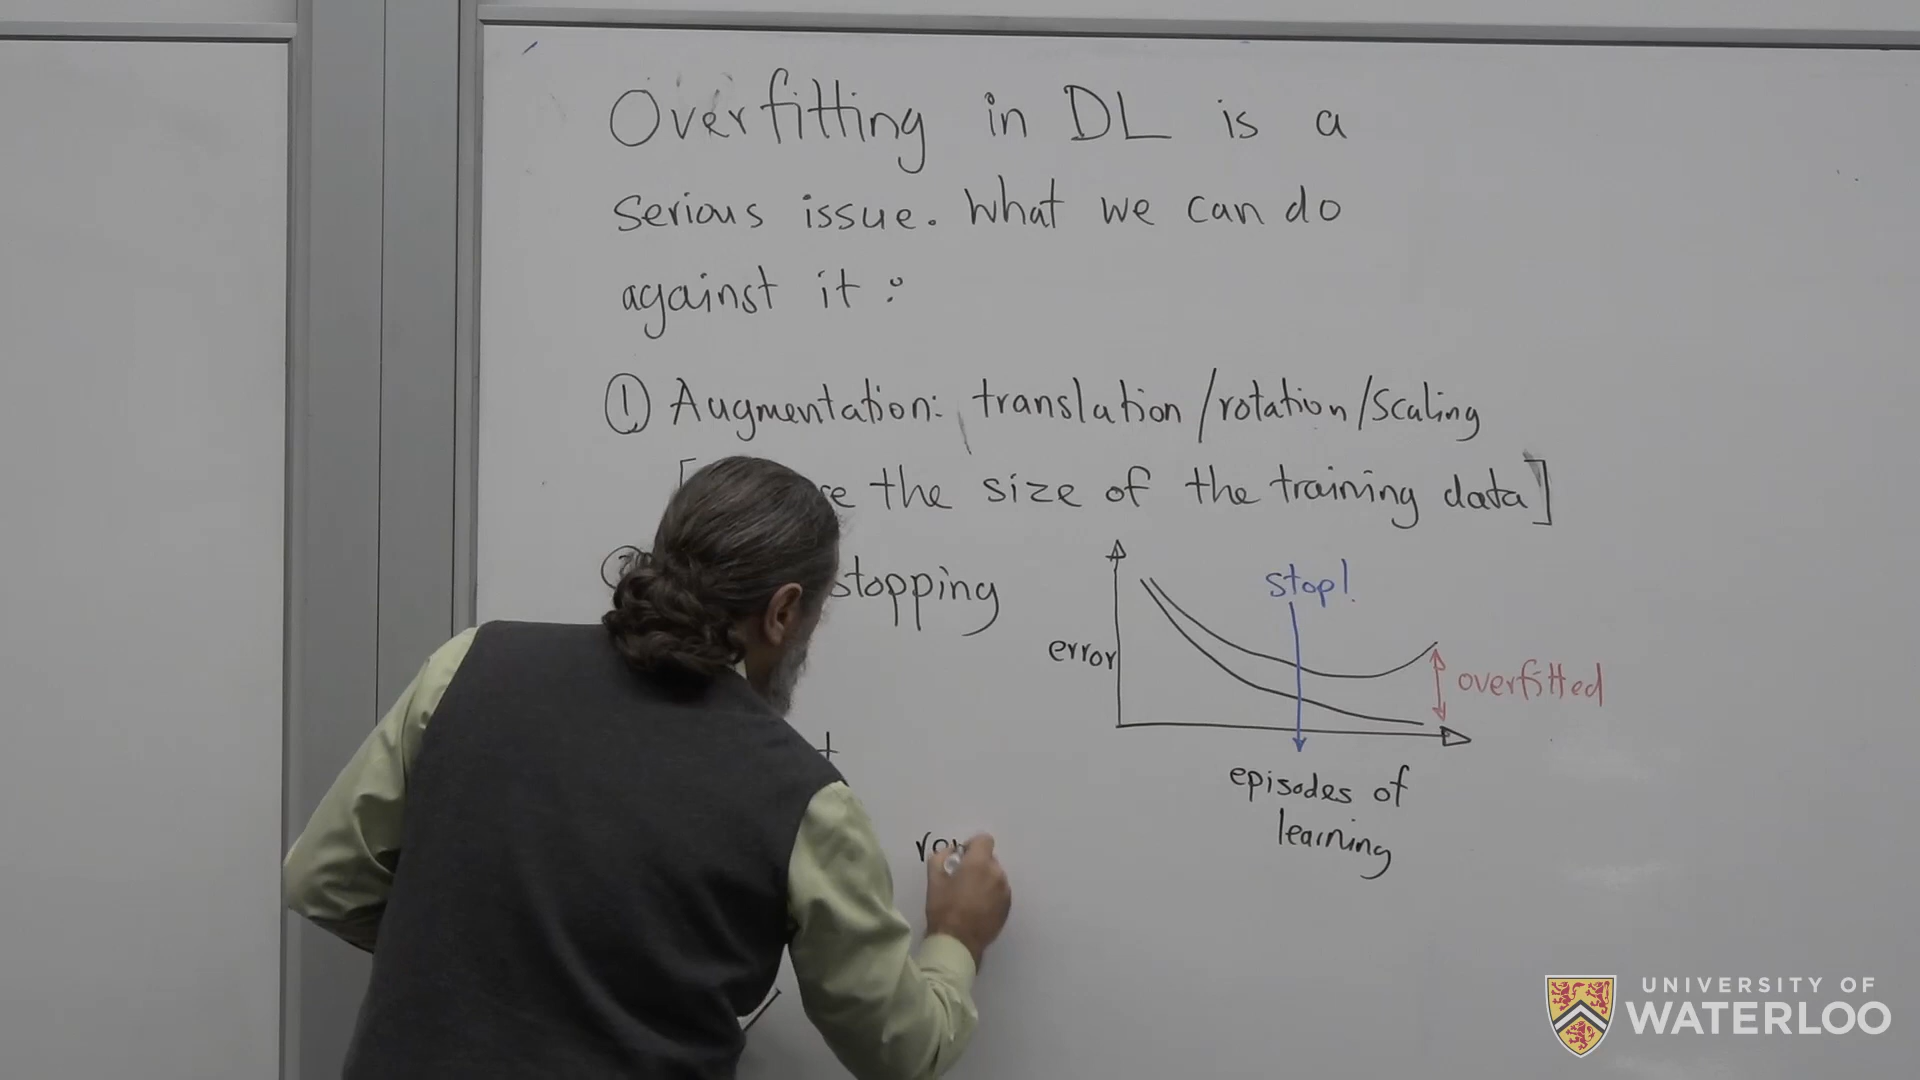 Overfitting in DL is a
serious issue. What we can do
against it:
① Augmentation: translation/rotation/scaling
the size of the training data]
② stopping
stop!
error
overfitted
episodes of
learning
UNIVERSITY OF
WATERLOO